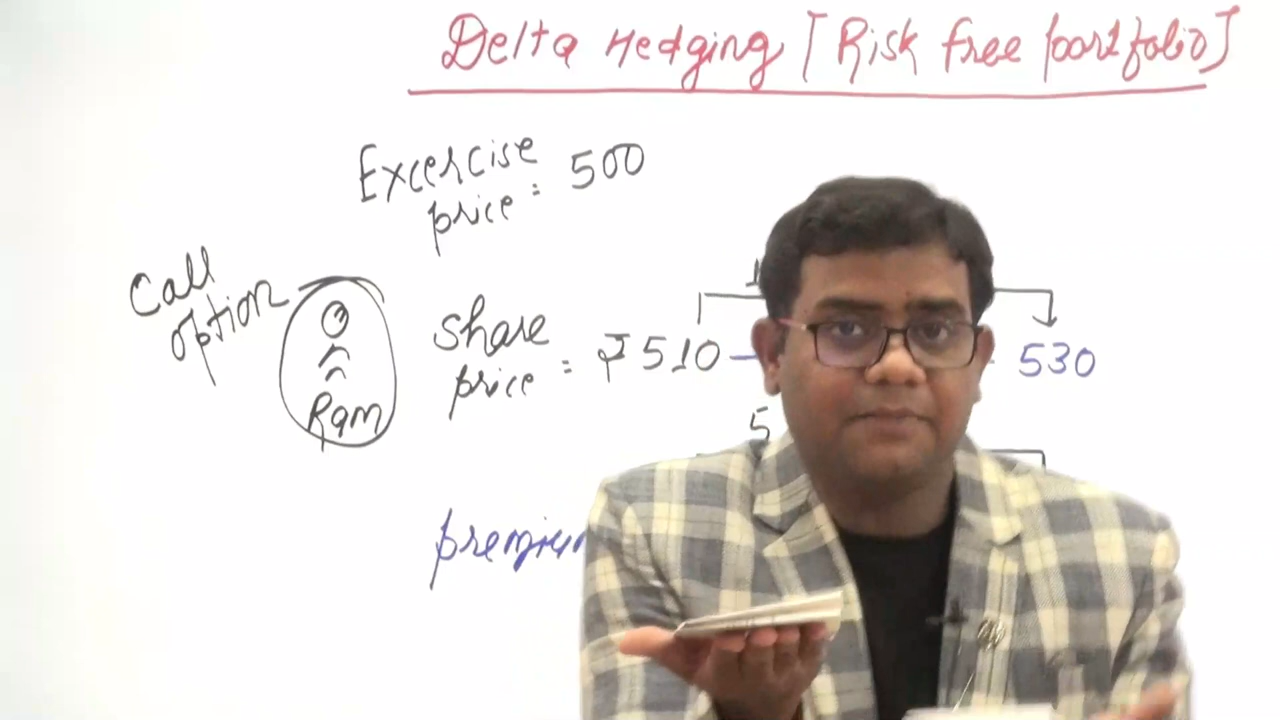 Delta Hedging [Risk free portfolio]
Excercise
price = 500
Call
option
Ram
Share
price = ₹510
530
5
premium